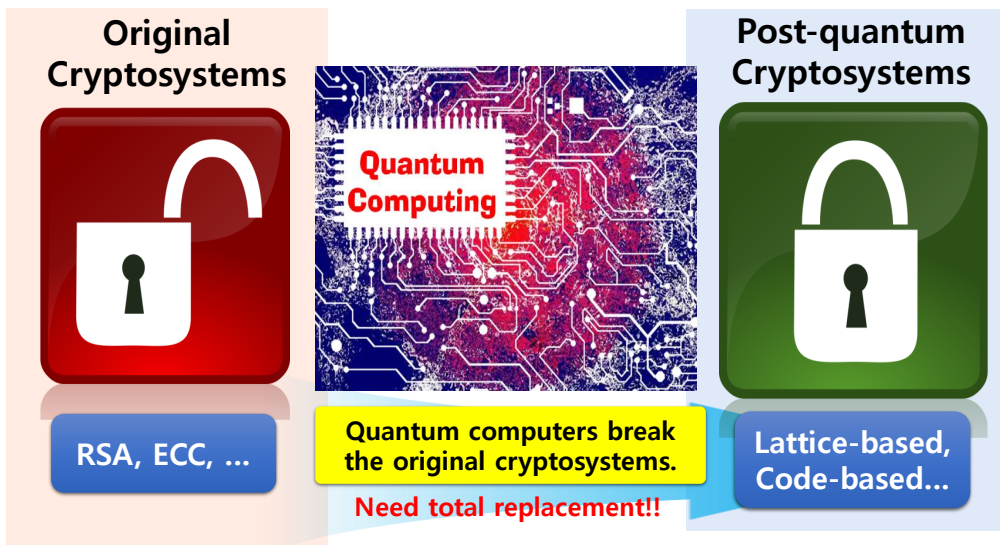 Original
Cryptosystems
Quantum
Computing
Post-quantum
Cryptosystems
RSA, ECC, ...
Quantum computers break
the original cryptosystems.
Need total replacement!!
Lattice-based,
Code-based...